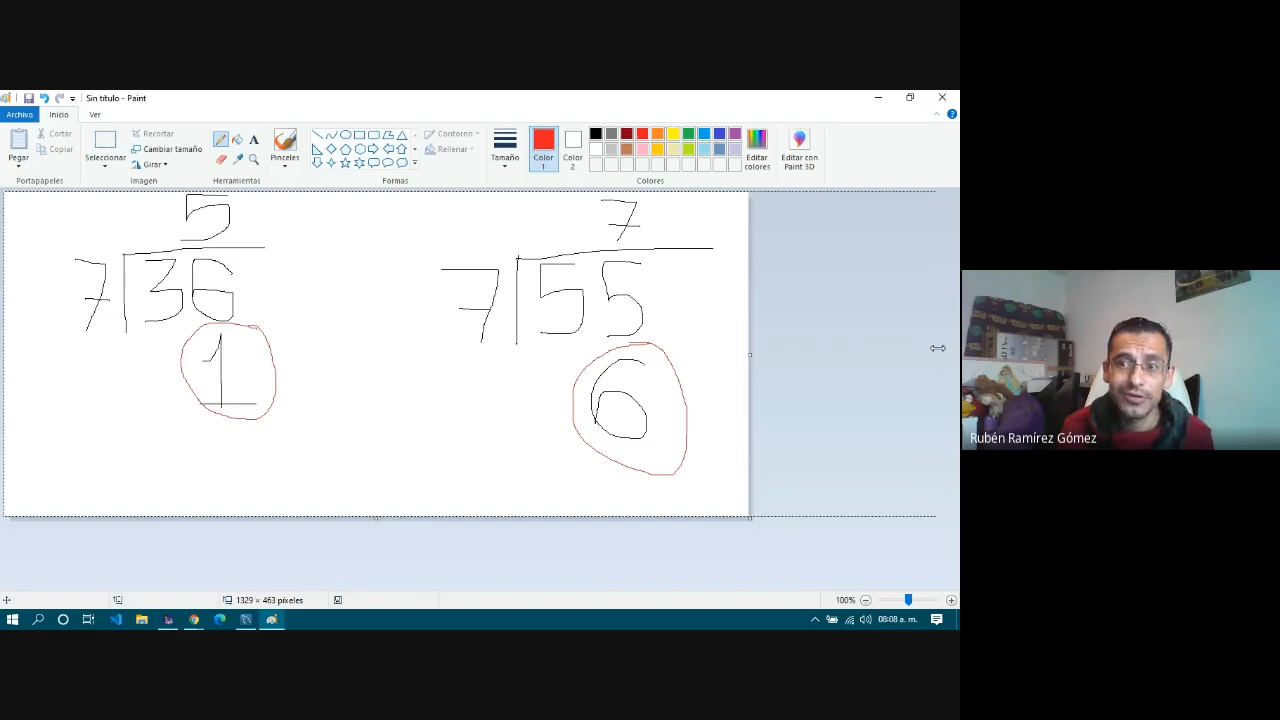 Sin título - Paint
Archivo Inicio Ver
Pegar
Cortar
Copiar
Portapapeles
Seleccionar
Recortar
Cambiar tamaño
Girar
Imagen
A
Herramientas
Pinceles
Contorno
Rellenar
Formas
Tamaño
Color 1
Color 2
Editar colores
Editar con Paint 3D
Colores
5
7 36
1
7
7 55
6
Rubén Ramírez Gómez
1329 × 463 píxeles
100%
08:08 a. m.